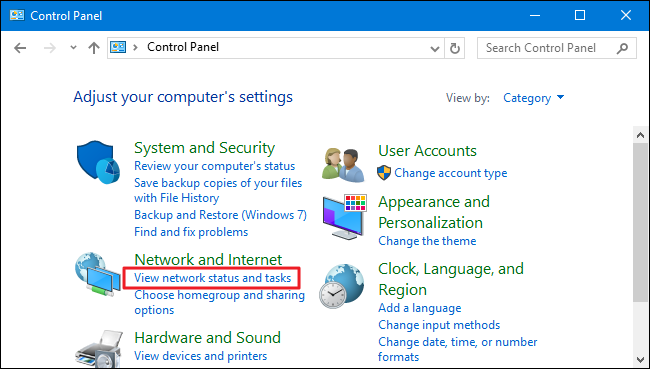 Control Panel
Control Panel
Search Control Panel
Adjust your computer's settings
View by:
Category
System and Security
Review your computer's status
Save backup copies of your files
with File History
Backup and Restore (Windows 7)
Find and fix problems
Network and Internet
View network status and tasks
Choose homegroup and sharing
options
Hardware and Sound
View devices and printers
User Accounts
Change account type
Appearance and
Personalization
Change the theme
Clock, Language, and
Region
Add a language
Change input methods
Change date, time, or number
formats